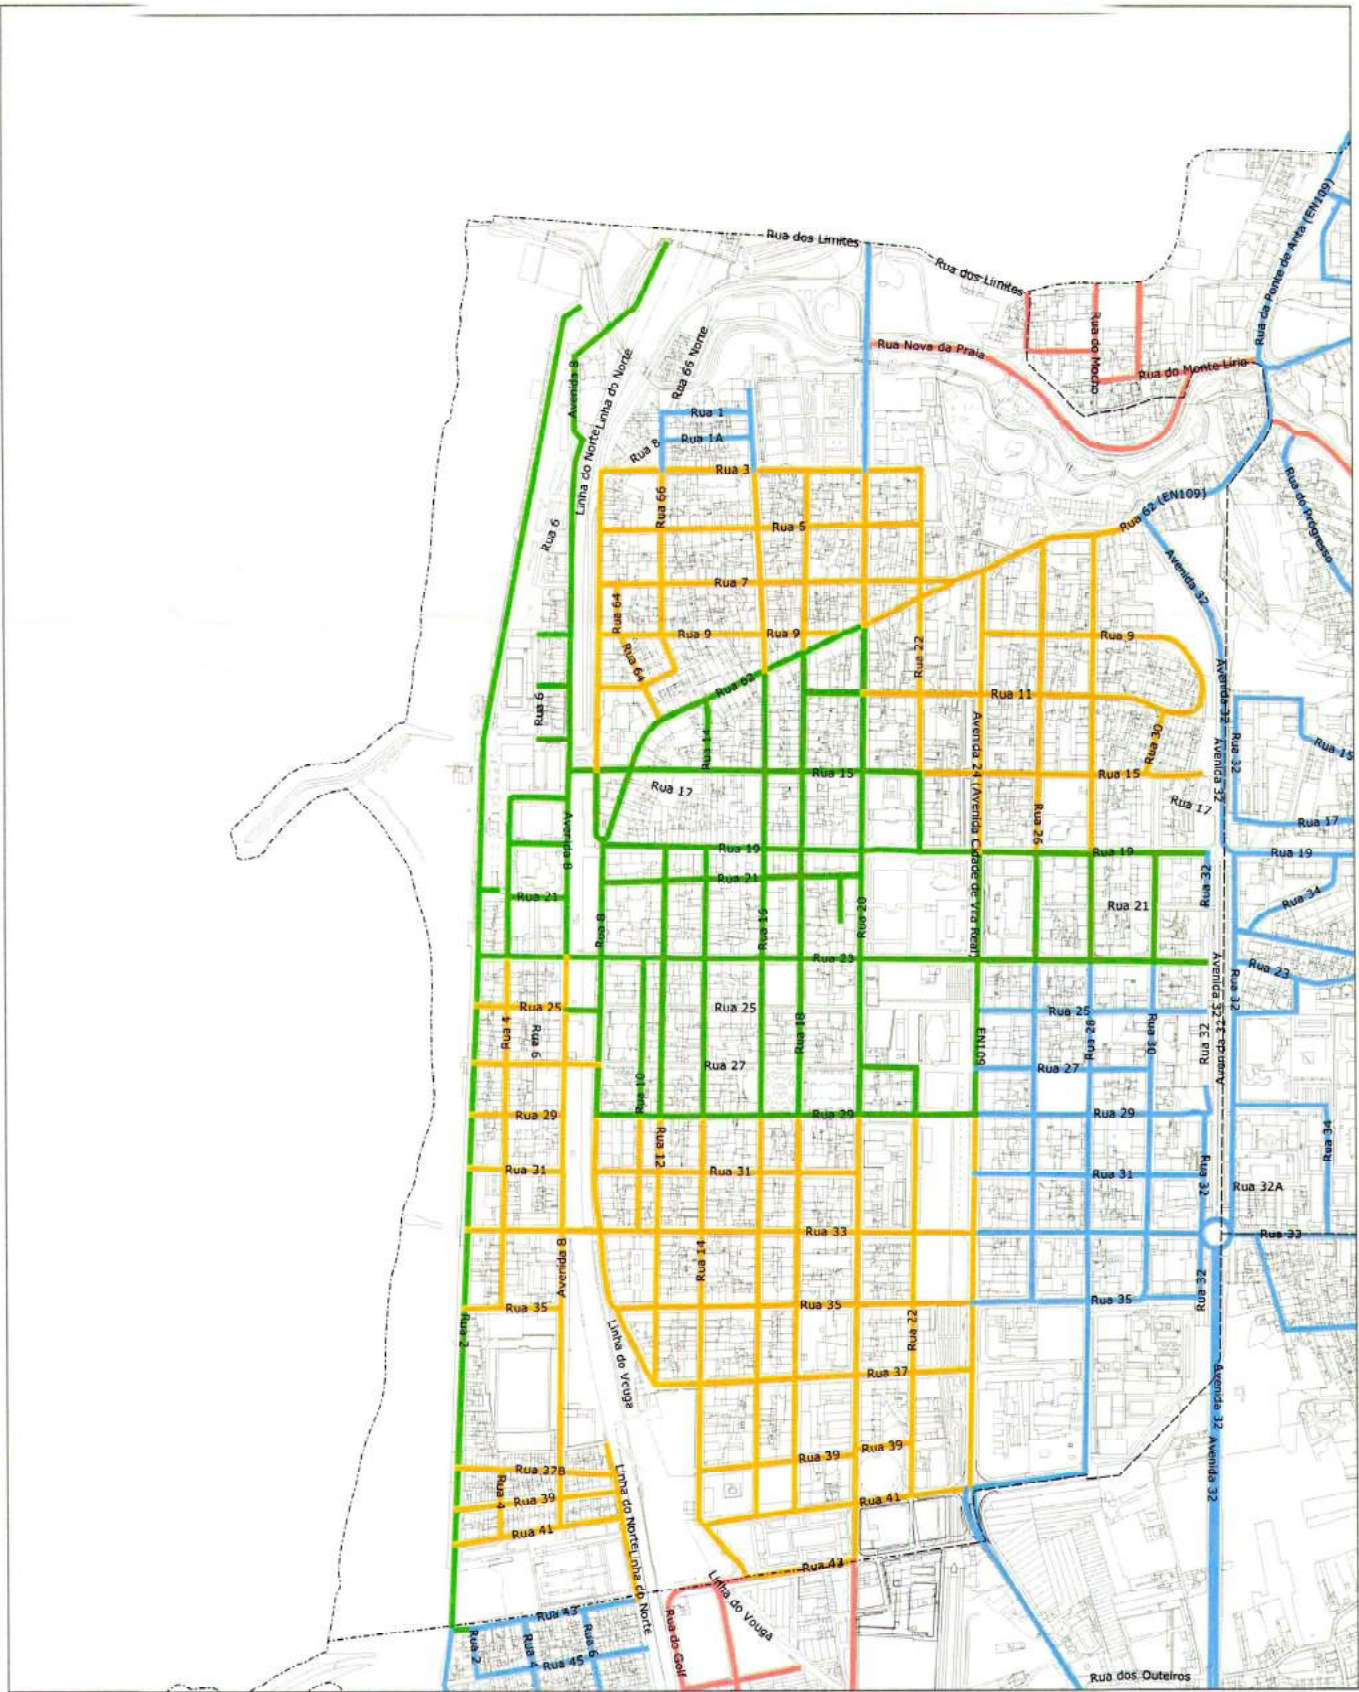 Rua dos Limites
Rua dos Limites
Rua da Ponte de Anta (EN109)
Rua Nova da Praia
Rua do Mocho
Rua do Monte Lirio
Avenida 8
Linha do Norte
Rua 66 Norte
Rua 1
Rua 1A
Rua 8
Rua 3
Linha do Norte
Rua 66
Rua 6
Rua 5
Rua 62 (EN109)
Rua do Progresso
Avenida 32
Rua 7
Rua 64
Rua 9
Rua 9
Rua 9
Rua 22
Rua 64
Rua 62
Rua 11
Avenida 32
Rua 6
Rua 14
Avenida 24 (Avenida Cidade de Vila Real)
Rua 30
Avenida 32
Rua 32
Rua 15
Rua 15
Rua 15
Rua 17
Rua 17
Rua 17
Avenida 8
Rua 26
Rua 19
Rua 19
Rua 19
Rua 32
Rua 21
Rua 21
Rua 21
Rua 34
Rua 8
Rua 16
Rua 20
Rua 23
Rua 23
Avenida 32
Rua 32
Rua 25
Rua 25
Rua 25
Rua 4
Rua 6
Rua 18
EN109
Rua 28
Rua 30
Rua 32
Avenida 32
Rua 27
Rua 27
Rua 10
Rua 29
Rua 29
Rua 29
Rua 12
Rua 34
Rua 31
Rua 31
Rua 31
Rua 32
Rua 32A
Rua 33
Rua 33
Avenida 8
Rua 14
Rua 32
Rua 35
Rua 35
Rua 35
Rua 2
Linha do Vouga
Rua 22
Rua 37
Avenida 32
Rua 39
Rua 39
Avenida 32
Rua 37B
Rua 4
Rua 39
Rua 41
Rua 41
Linha do Norte
Linha do Norte
Rua 43
Linha do Vouga
Rua 43
Rua do Golf
Rua 2
Rua 4
Rua 6
Rua 45
Rua dos Outeiros